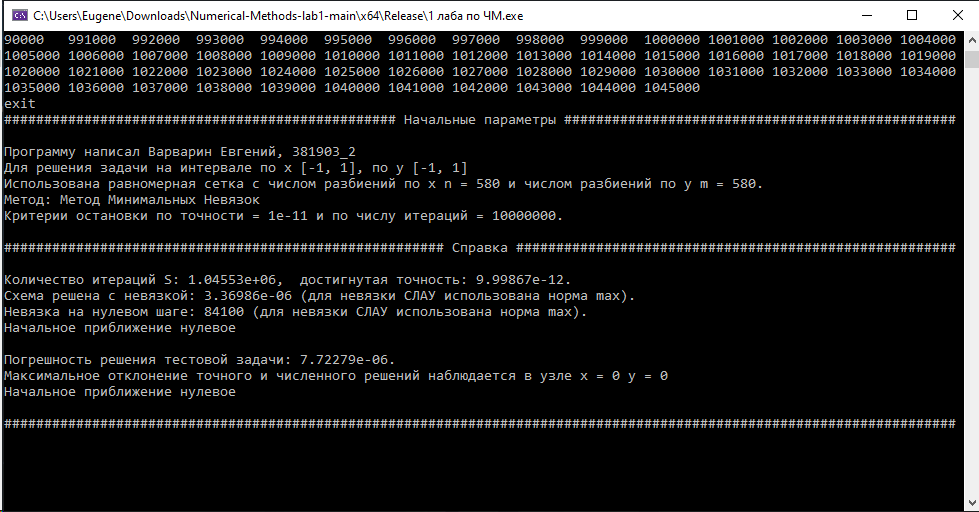 C:\Users\Eugene\Downloads\Numerical-Methods-lab1-main\x64\Release\1 лаба по ЧМ.exe
90000 991000 992000 993000 994000 995000 996000 997000 998000 999000 1000000 1001000 1002000 1003000 1004000
1005000 1006000 1007000 1008000 1009000 1010000 1011000 1012000 1013000 1014000 1015000 1016000 1017000 1018000 1019000
1020000 1021000 1022000 1023000 1024000 1025000 1026000 1027000 1028000 1029000 1030000 1031000 1032000 1033000 1034000
1035000 1036000 1037000 1038000 1039000 1040000 1041000 1042000 1043000 1044000 1045000
exit
################################################# Начальные параметры #################################################
Программу написал Варварин Евгений, 381903_2
Для решения задачи на интервале по x [-1, 1], по y [-1, 1]
Использована равномерная сетка с числом разбиений по x n = 580 и числом разбиений по y m = 580.
Метод: Метод Минимальных Невязок
Критерии остановки по точности = 1e-11 и по числу итераций = 10000000.
####################################################### Справка #######################################################
Количество итераций S: 1.04553e+06,  достигнутая точность: 9.99867e-12.
Схема решена с невязкой: 3.36986e-06 (для невязки СЛАУ использована норма max).
Невязка на нулевом шаге: 84100 (для невязки СЛАУ использована норма max).
Начальное приближение нулевое
Погрешность решения тестовой задачи: 7.72279e-06.
Максимальное отклонение точного и численного решений наблюдается в узле x = 0 y = 0
Начальное приближение нулевое
#######################################################################################################################